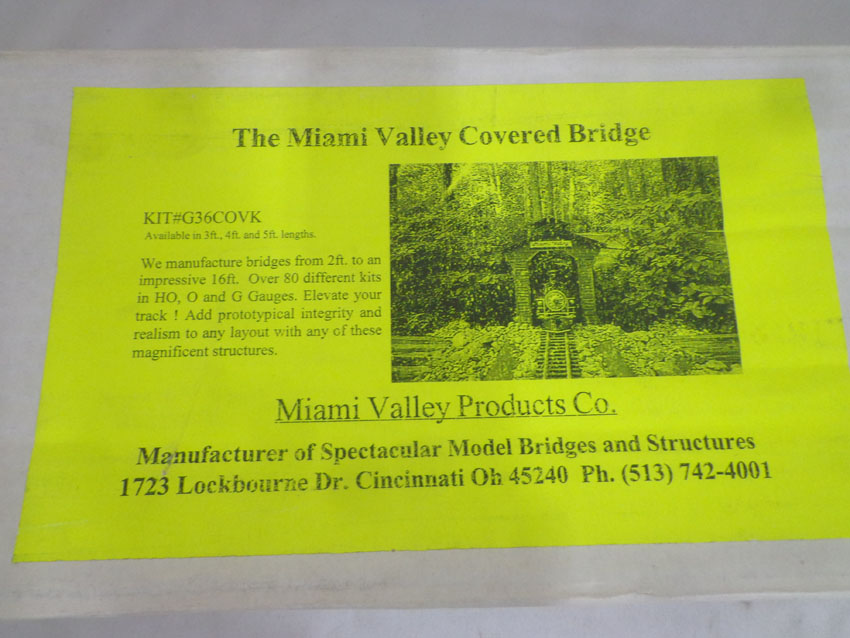 The Miami Valley Covered Bridge
KIT#G36COVK
Available in 3ft., 4ft. and 5ft. lengths.
We manufacture bridges from 2ft. to an
impressive 16ft. Over 80 different kits
in HO, O and G Gauges. Elevate your
track ! Add prototypical integrity and
realism to any layout with any of these
magnificent structures.
Miami Valley Products Co.
Manufacturer of Spectacular Model Bridges and Structures
1723 Lockbourne Dr. Cincinnati Oh 45240 Ph. (513) 742-4001